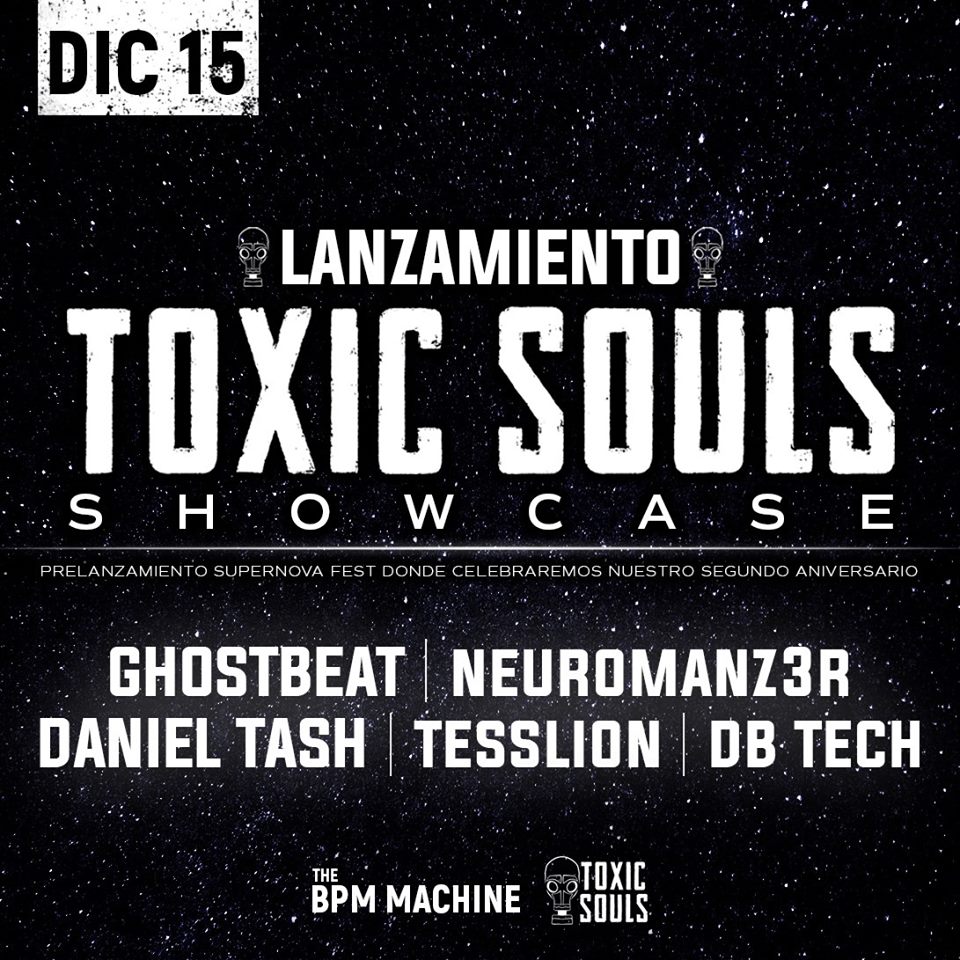 DIC 15
LANZAMIENTO
TOXIC SOULS
SHOWCASE
PRELANZAMIENTO SUPERNOVA FEST DONDE CELEBRAREMOS NUESTRO SEGUNDO ANIVERSARIO
GHOSTBEAT | NEUROMANZ3R
DANIEL TASH | TESSLION | DB TECH
THE
BPM MACHINE
TOXIC
SOULS